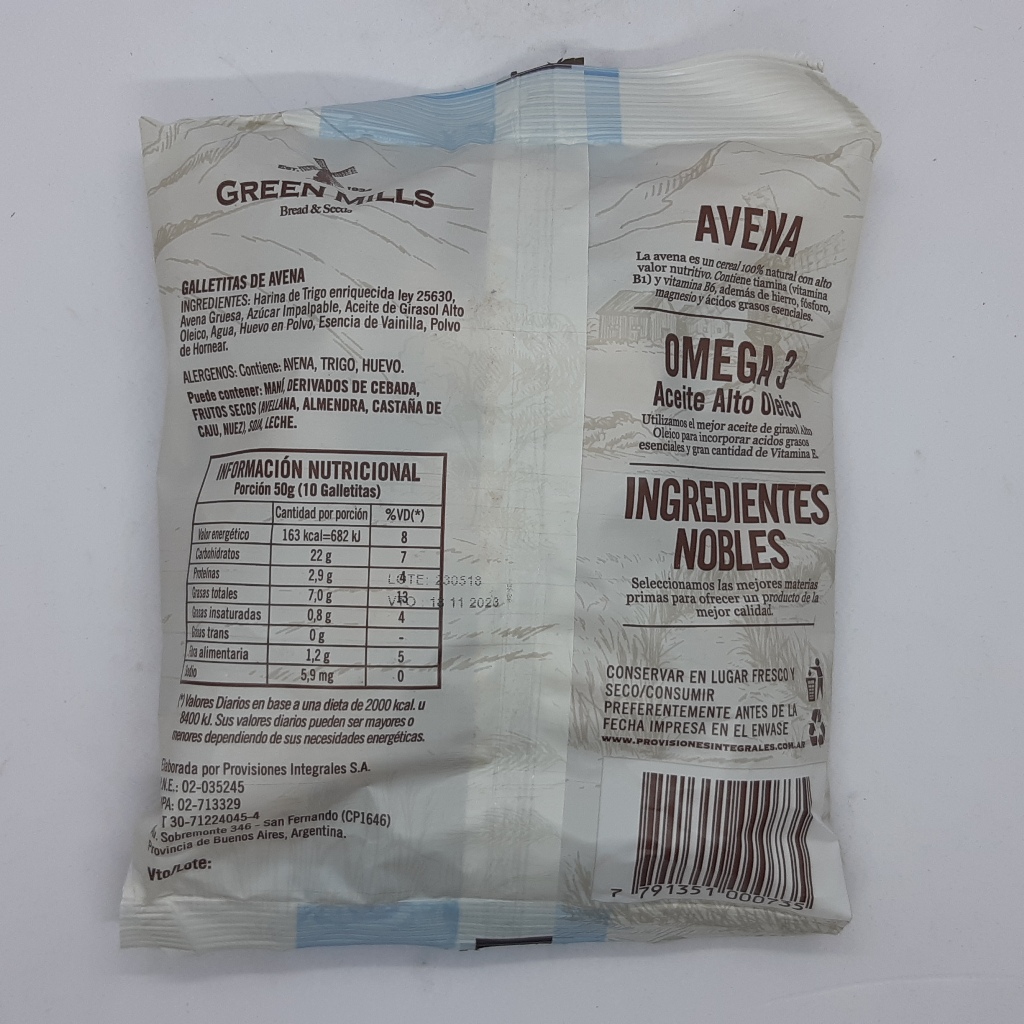 GREEN MILLS
Bread & Seeds
GALLETITAS DE AVENA
INGREDIENTES: Harina de Trigo enriquecida ley 25630,
Avena Gruesa, Azúcar Impalpable, Aceite de Girasol Alto
Oleico, Agua, Huevo en Polvo, Esencia de Vainilla, Polvo
de Hornear.
ALERGENOS: Contiene: AVENA, TRIGO, HUEVO.
Puede contener: MANÍ, DERIVADOS DE CEBADA,
FRUTOS SECOS (AVELLANA, ALMENDRA, CASTAÑA DE
CAJU, NUEZ), SOJA, LECHE.
INFORMACIÓN NUTRICIONAL
Porción 50g (10 Galletitas)
Cantidad por porción %VD(*)
Valor energético 163 kcal=682 kJ 8
Carbohidratos 22 g 7
Proteínas 2,9 g 4
Grasas totales 7,0 g 13
Grasas insaturadas 0,8 g 4
trans 0 g -
alimentaria 1,2 g 5
5,9 mg 0
LOTE: 230518
VTO 18 11 2023
(*) Valores Diarios en base a una dieta de 2000 kcal. u
8400 kJ. Sus valores diarios pueden ser mayores o
menores dependiendo de sus necesidades energéticas.
Elaborada por Provisiones Integrales S.A.
.N.E.: 02-035245
PA: 02-713329
T 30-71224045-4
Sobremonte 346 - San Fernando (CP1646)
Provincia de Buenos Aires, Argentina.
Vto/Lote:
AVENA
La avena es un cereal 100% natural con alto
valor nutritivo. Contiene tiamina (vitamina
B1) y vitamina B6, además de hierro, fósforo,
magnesio y ácidos grasos esenciales.
OMEGA 3
Aceite Alto Oleico
Utilizamos el mejor aceite de girasol Alto
Oleico para incorporar acidos grasos
esenciales y gran cantidad de Vitamina E.
INGREDIENTES
NOBLES
Seleccionamos las mejores materias
primas para ofrecer un producto de la
mejor calidad.
CONSERVAR EN LUGAR FRESCO Y
SECO/CONSUMIR
PREFERENTEMENTE ANTES DE LA
FECHA IMPRESA EN EL ENVASE
WWW.PROVISIONESINTEGRALES.COM.AR
7 791351 000735